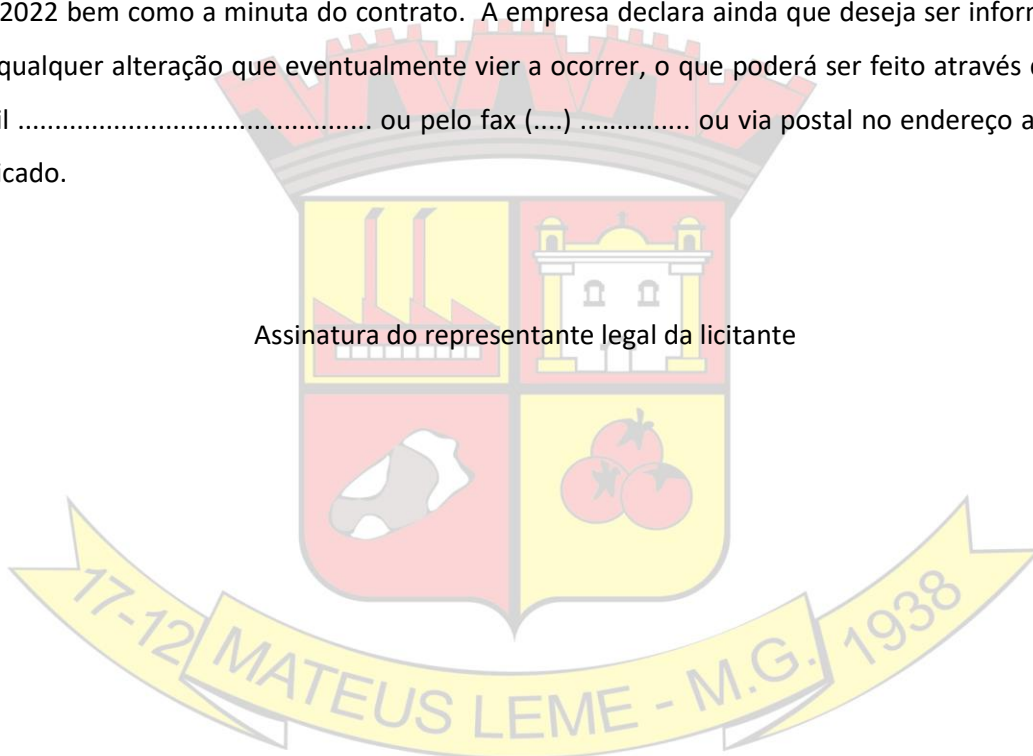 2022 bem como a minuta do contrato. A empresa declara ainda que deseja ser inform
qualquer alteração que eventualmente vier a ocorrer, o que poderá ser feito através
il ................................................ ou pelo fax (....) ............... ou via postal no endereço a
icado.
Assinatura do representante legal da licitante
17-12 MATEUS LEME - M.G. 1938